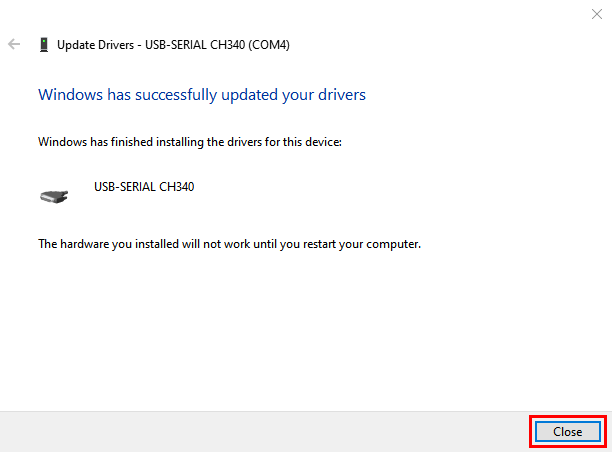 Update Drivers - USB-SERIAL CH340 (COM4)
Windows has successfully updated your drivers
Windows has finished installing the drivers for this device:
USB-SERIAL CH340
The hardware you installed will not work until you restart your computer.
Close